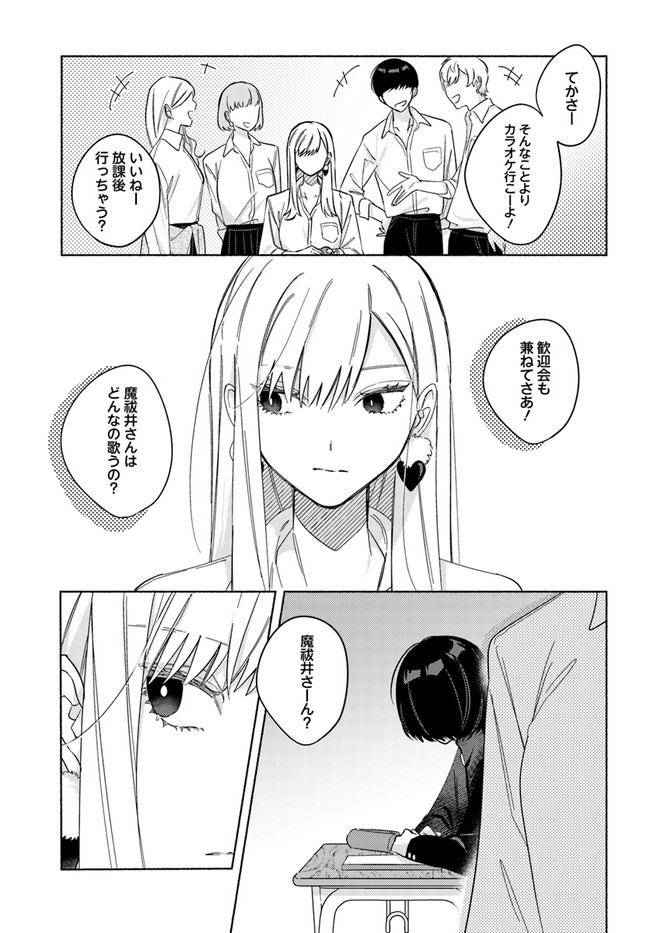 てかさー
そんなことより
カラオケ行こーよ！
いいねー
放課後
行っちゃう？
歓迎会も
兼ねてさあ！
魔祓井さんは
どんなの歌うの？
魔祓井さーん？